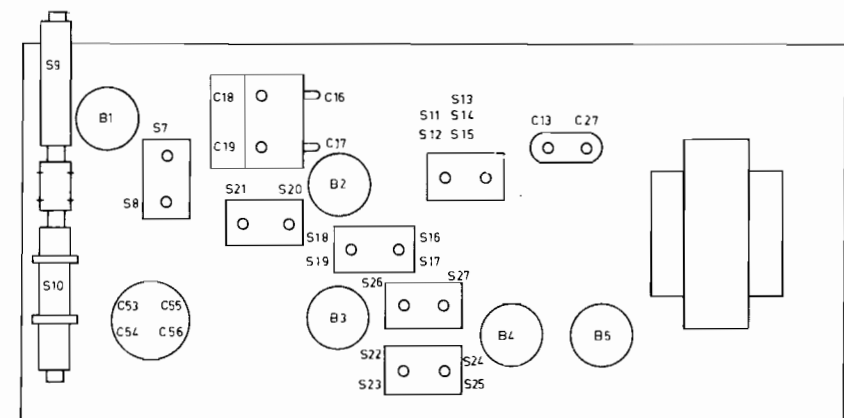 S9
B1
S7
S8
C18
C16
C19
C17
S13
S11 S14
S12 S15
C13 C27
B2
S21 S20
S18 S16
S19 S17
S26 S27
S10
C53 C55
C54 C56
B3
B4
B5
S22 S24
S23 S25